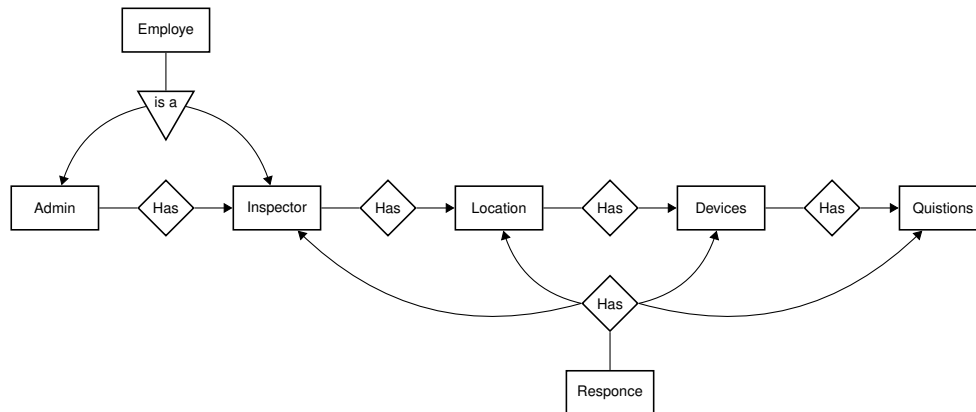 Employe
is a
Admin
Has
Inspector
Has
Location
Has
Devices
Has
Quistions
Has
Responce